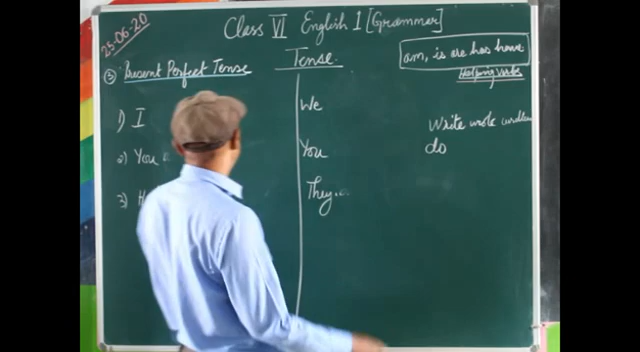 25-06-20
Class VI English 1 [Grammar]
Tense
am, is are has have
Helping Verbs
③ Present Perfect Tense
1) I
We
Write wrote written
2) You
You
do
3) H
They